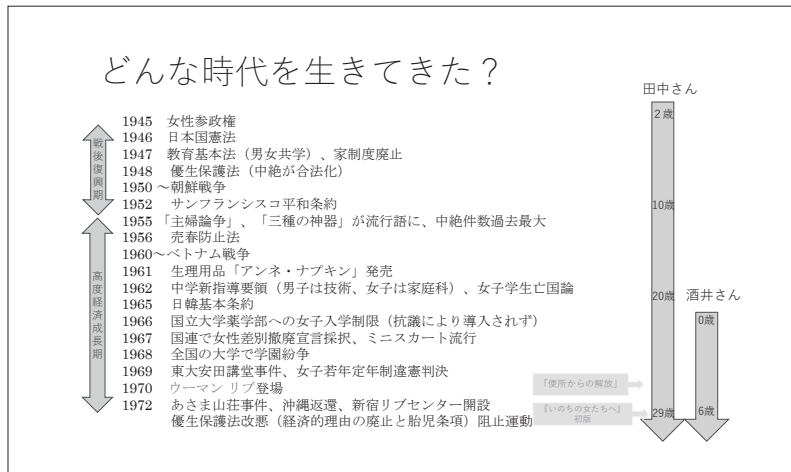 どんな時代を生きてきた？
田中さん
2歳
10歳
20歳
29歳
酒井さん
0歳
6歳
戦後復興期
高度経済成長期
1945 女性参政権
1946 日本国憲法
1947 教育基本法（男女共学）、家制度廃止
1948 優生保護法（中絶が合法化）
1950～朝鮮戦争
1952 サンフランシスコ平和条約
1955「主婦論争」、「三種の神器」が流行語に、中絶件数過去最大
1956 売春防止法
1960～ベトナム戦争
1961 生理用品「アンネ・ナプキン」発売
1962 中学新指導要領（男子は技術、女子は家庭科）、女子学生亡国論
1965 日韓基本条約
1966 国立大学薬学部への女子入学制限（抗議により導入されず）
1967 国連で女性差別撤廃宣言採択、ミニスカート流行
1968 全国の大学で学園紛争
1969 東大安田講堂事件、女子若年定年制違憲判決
1970 ウーマン リブ登場
1972 あさま山荘事件、沖縄返還、新宿リブセンター開設
優生保護法改悪（経済的理由の廃止と胎児条項）阻止運動
「便所からの解放」
『いのちの女たちへ』
初版